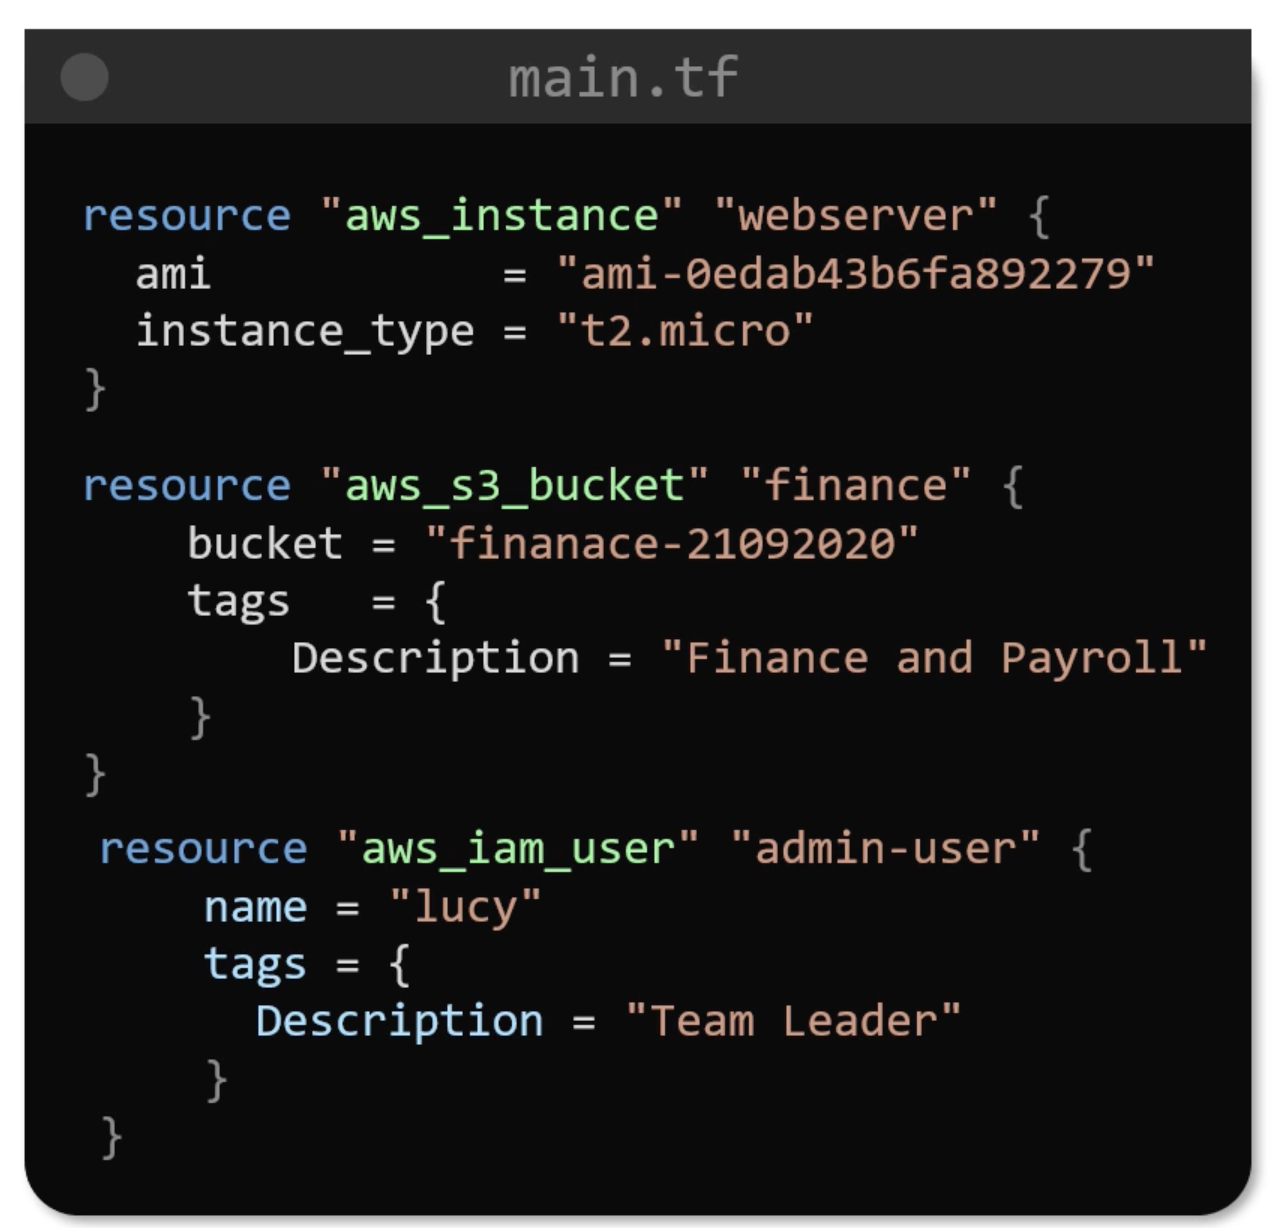 main.tf
resource "aws_instance" "webserver" {
  ami           = "ami-0edab43b6fa892279"
  instance_type = "t2.micro"
}
resource "aws_s3_bucket" "finance" {
    bucket = "finanace-21092020"
    tags   = {
        Description = "Finance and Payroll"
    }
}
resource "aws_iam_user" "admin-user" {
    name = "lucy"
    tags = {
      Description = "Team Leader"
    }
}